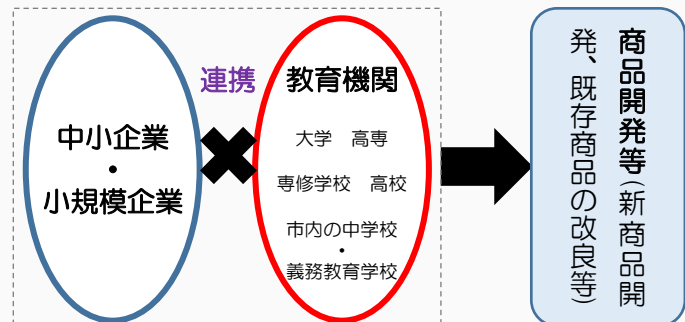 中小企業
・
小規模企業
連携
教育機関
大学 高専
専修学校 高校
市内の中学校
・
義務教育学校
商品開発等(新商品開
発、既存商品の改良等)